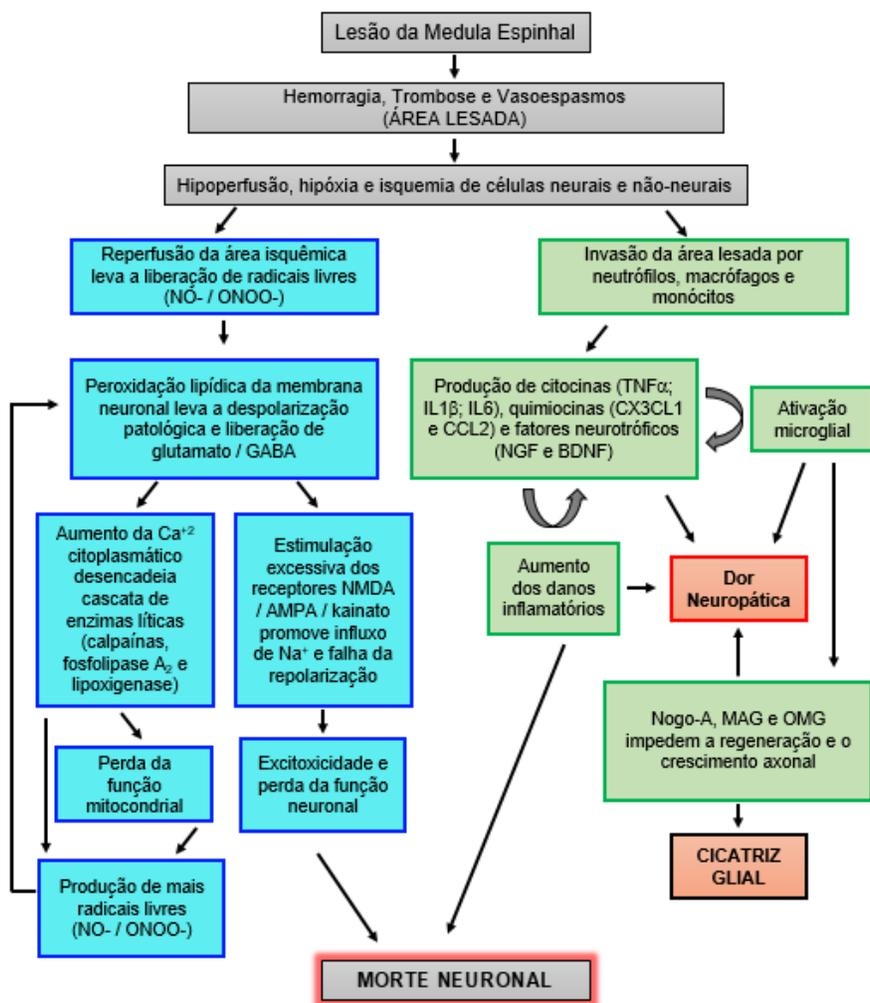 Lesão da Medula Espinhal
Hemorragia, Trombose e Vasoespasmos
(ÁREA LESADA)
Hipoperfusão, hipóxia e isquemia de células neurais e não-neurais
Reperfusão da área isquêmica
leva a liberação de radicais livres
(NO- / ONOO-)
Invasão da área lesada por
neutrófilos, macrófagos e
monócitos
Peroxidação lipídica da membrana
neuronal leva a despolarização
patológica e liberação de
glutamato / GABA
Produção de citocinas (TNFα;
IL1β; IL6), quimiocinas (CX3CL1
e CCL2) e fatores neurotróficos
(NGF e BDNF)
Ativação
microglial
Aumento da Ca⁺²
citoplasmático
desencadeia
cascata de
enzimas líticas
(calpaínas,
fosfolipase A₂ e
lipoxigenase)
Estimulação
excessiva dos
receptores NMDA
/ AMPA / kainato
promove influxo
de Na⁺ e falha da
repolarização
Aumento
dos danos
inflamatórios
Dor
Neuropática
Perda da
função
mitocondrial
Excitoxicidade e
perda da função
neuronal
Nogo-A, MAG e OMG
impedem a regeneração e o
crescimento axonal
Produção de mais
radicais livres
(NO- / ONOO-)
CICATRIZ
GLIAL
MORTE NEURONAL